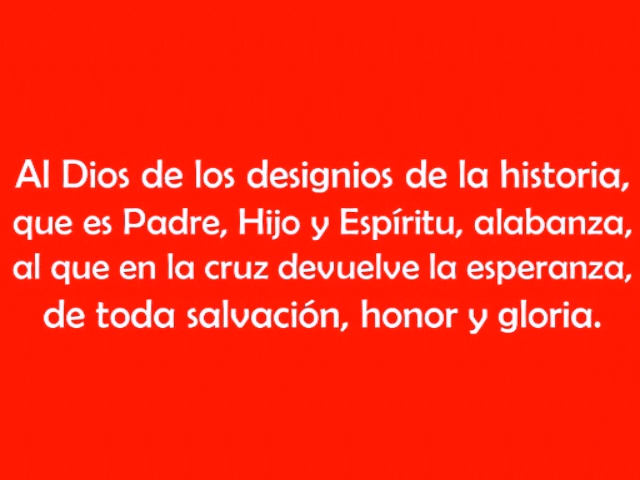 Al Dios de los designios de la historia,
que es Padre, Hijo y Espíritu, alabanza,
al que en la cruz devuelve la esperanza,
de toda salvación, honor y gloria.